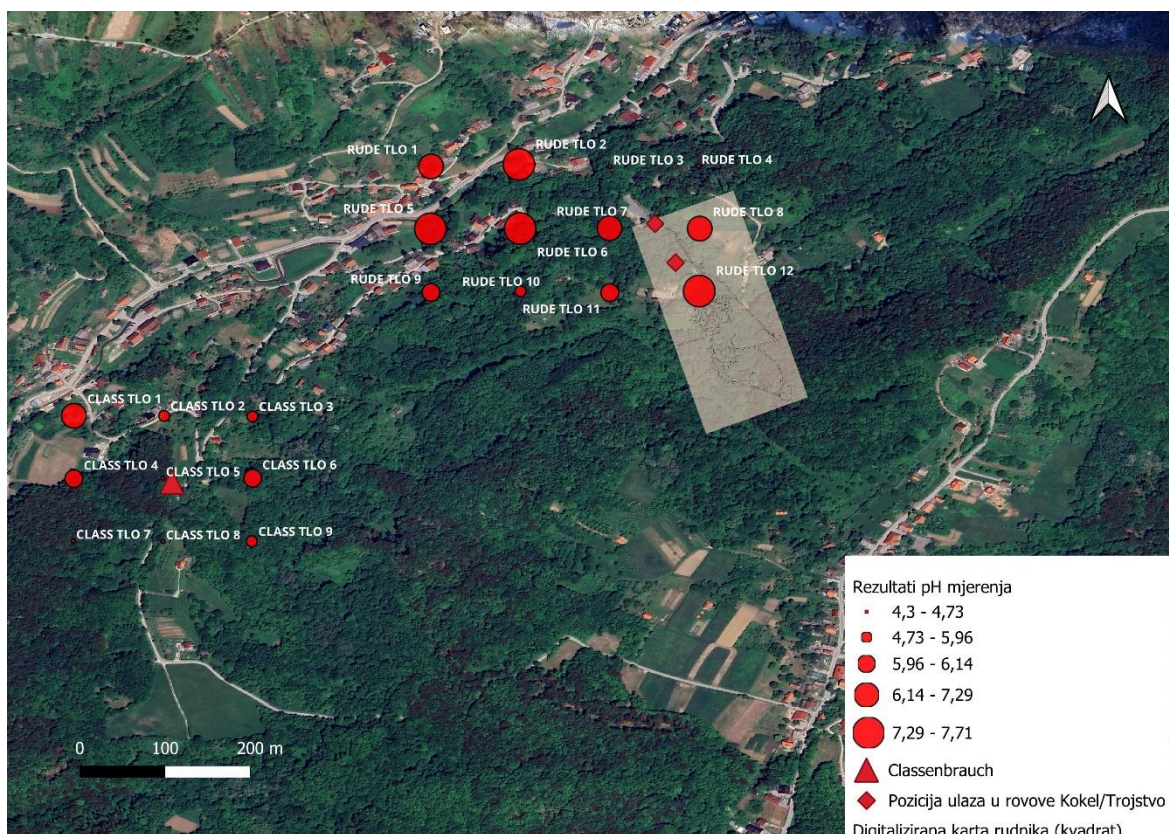 RUDE TLO 1
RUDE TLO 2
RUDE TLO 3
RUDE TLO 4
RUDE TLO 5
RUDE TLO 6
RUDE TLO 7
RUDE TLO 8
RUDE TLO 9
RUDE TLO 10
RUDE TLO 11
RUDE TLO 12
CLASS TLO 1
CLASS TLO 2
CLASS TLO 3
CLASS TLO 4
CLASS TLO 5
CLASS TLO 6
CLASS TLO 7
CLASS TLO 8
CLASS TLO 9
0 100 200 m
Rezultati pH mjerenja
4,3 - 4,73
4,73 - 5,96
5,96 - 6,14
6,14 - 7,29
7,29 - 7,71
Classenbrauch
Pozicija ulaza u rovove Kokel/Trojstvo
Digitalizirana karta rudnika (kvadrat)